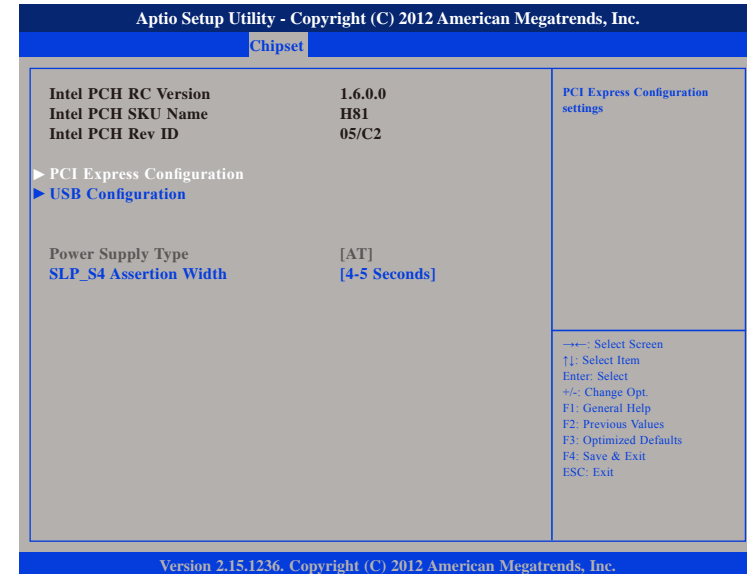 Aptio Setup Utility - Copyright (C) 2012 American Megatrends, Inc.
Chipset
Intel PCH RC Version 1.6.0.0
Intel PCH SKU Name H81
Intel PCH Rev ID 05/C2
► PCI Express Configuration
► USB Configuration
Power Supply Type [AT]
SLP_S4 Assertion Width [4-5 Seconds]
PCI Express Configuration
settings
→←: Select Screen
↑↓: Select Item
Enter: Select
+/-: Change Opt.
F1: General Help
F2: Previous Values
F3: Optimized Defaults
F4: Save & Exit
ESC: Exit
Version 2.15.1236. Copyright (C) 2012 American Megatrends, Inc.